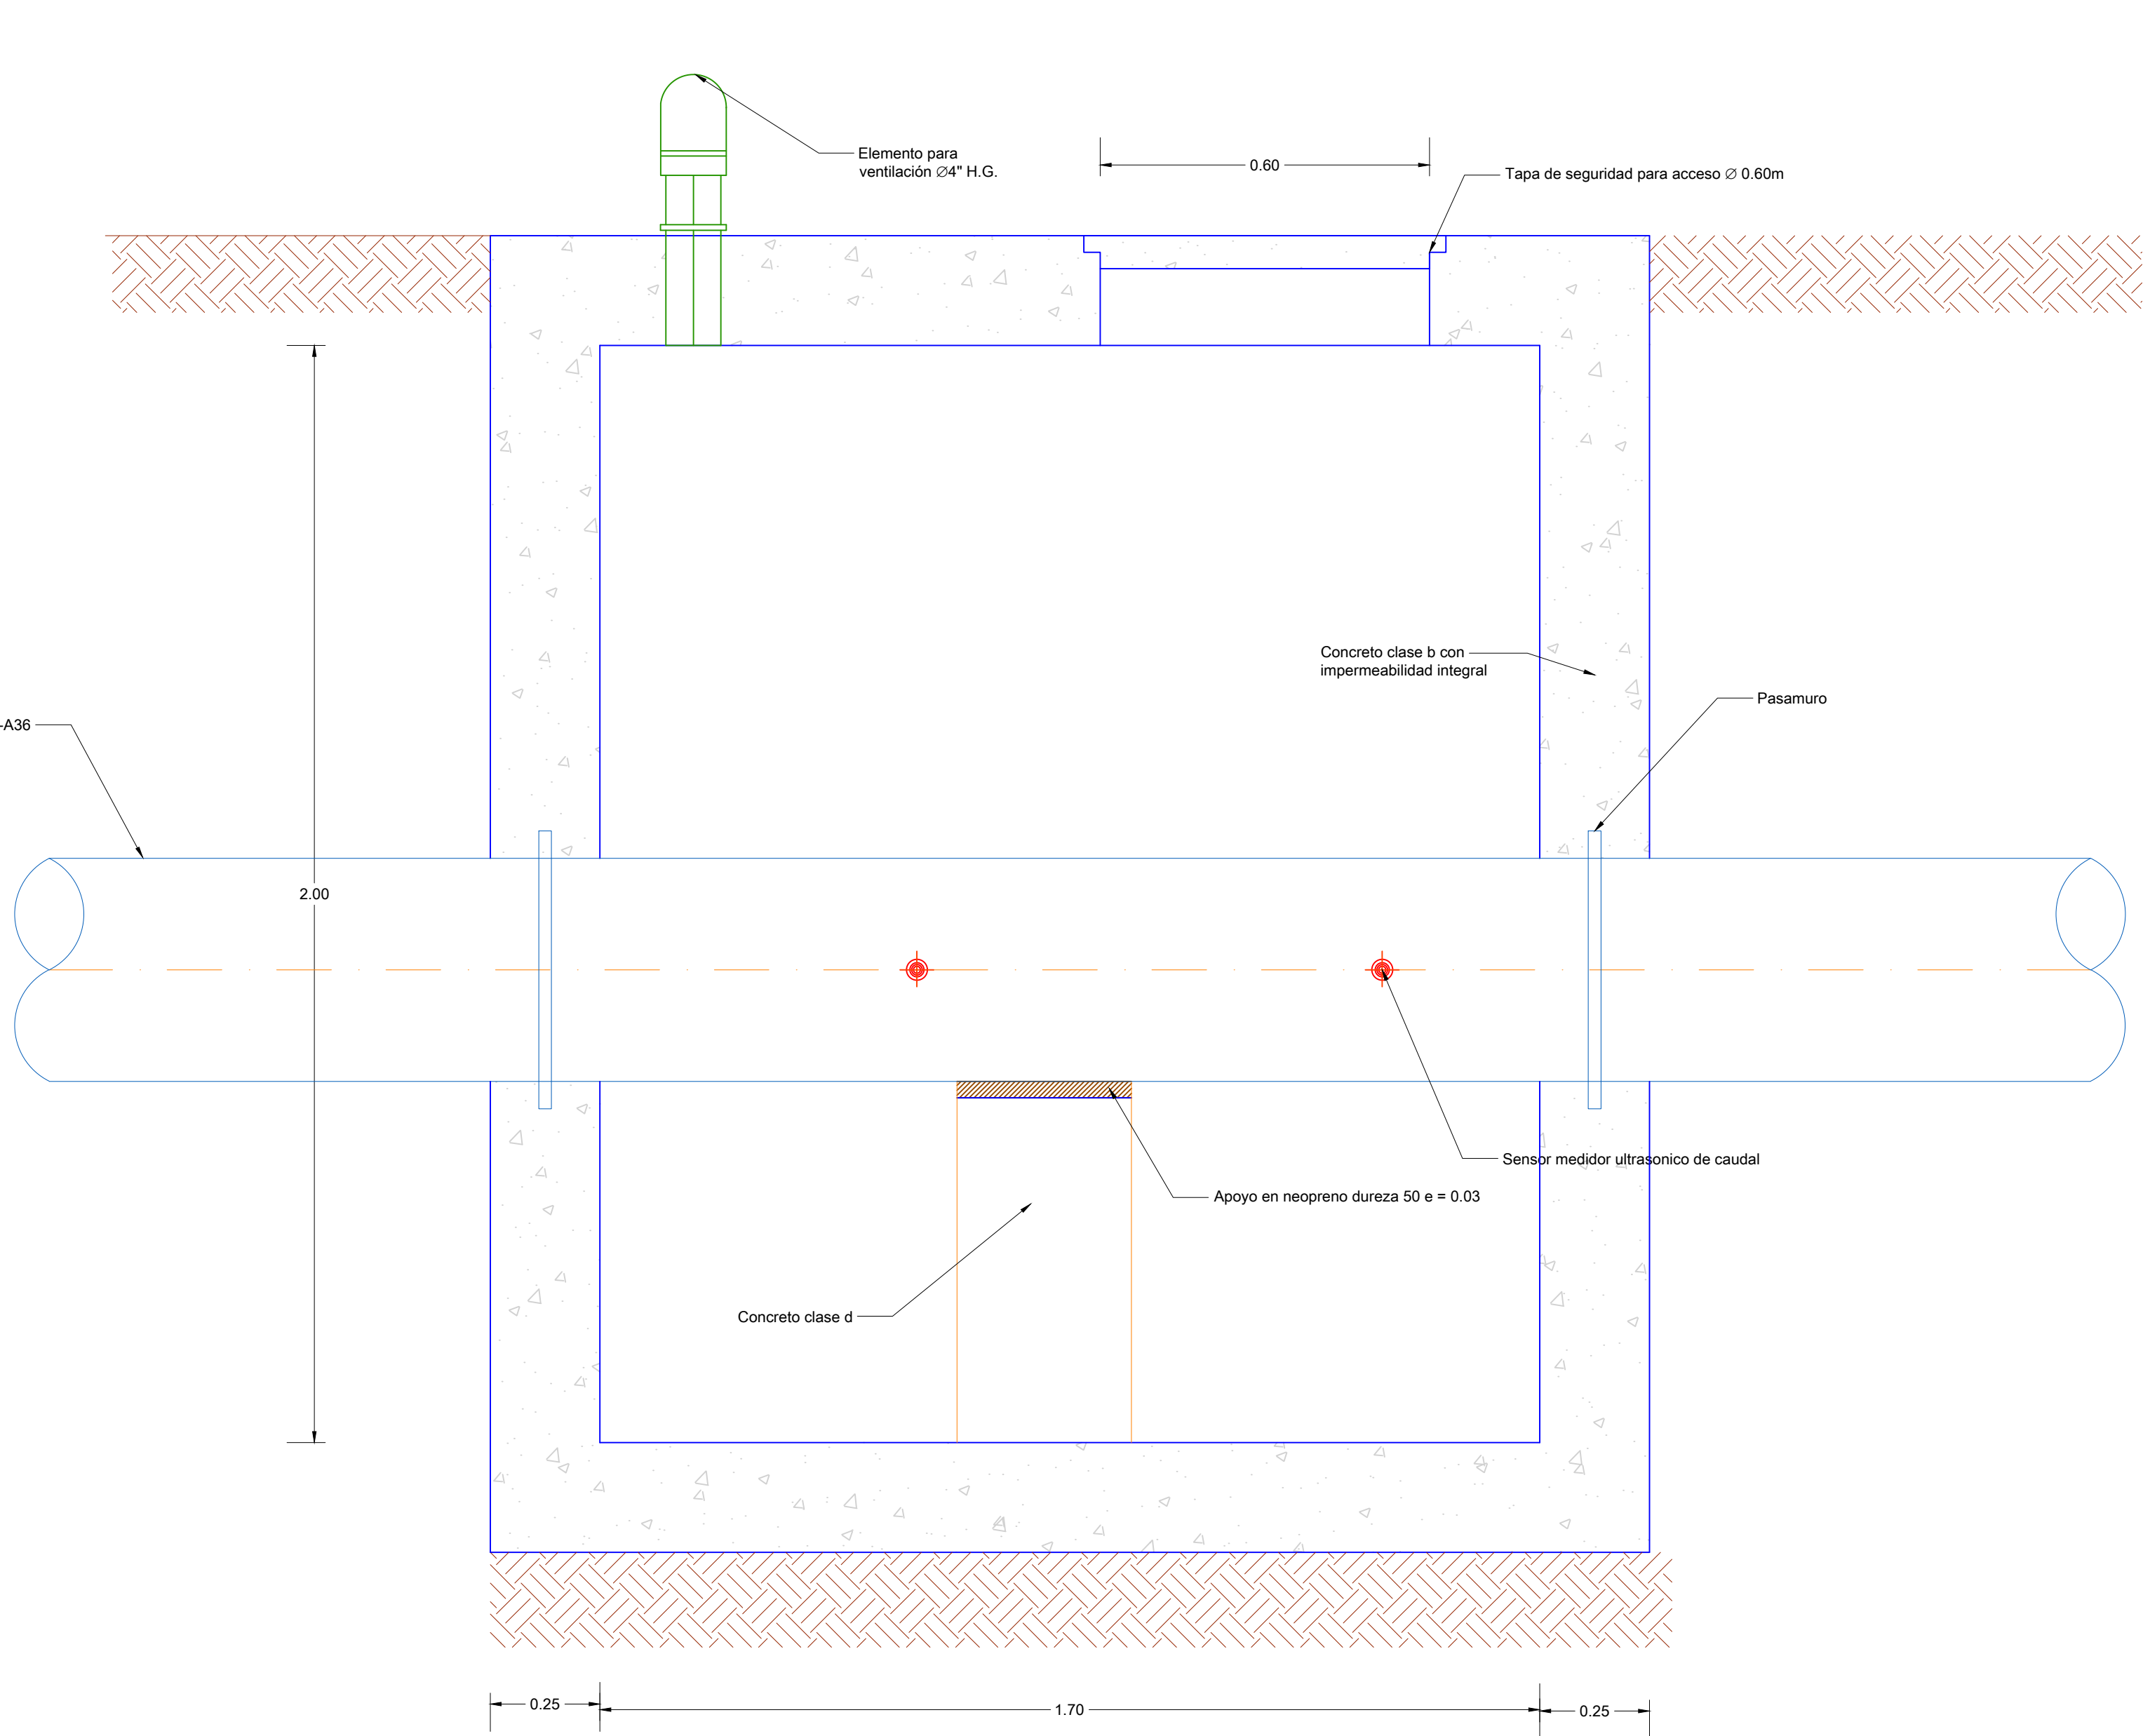 Elemento para
ventilación ∅4" H.G.
0.60
Tapa de seguridad para acceso ∅ 0.60m
Concreto clase b con
impermeabilidad integral
Pasamuro
-A36
2.00
Sensor medidor ultrasonico de caudal
Apoyo en neopreno dureza 50 e = 0.03
Concreto clase d
0.25
1.70
0.25